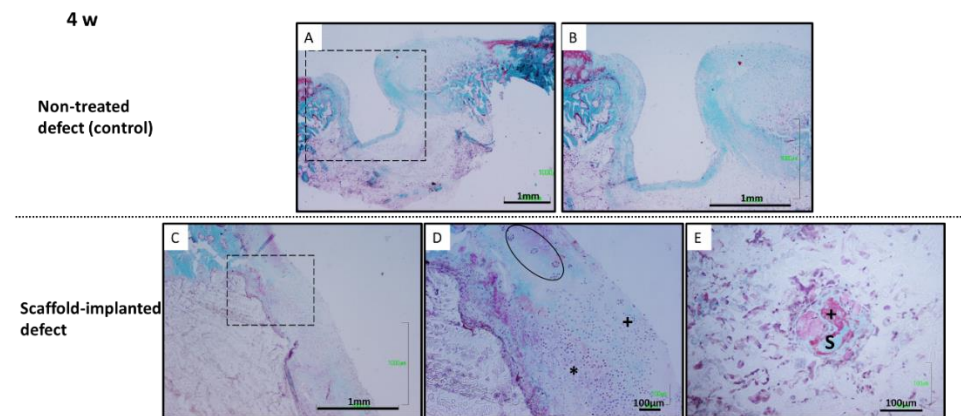 4 w
A
B
Non-treated
defect (control)
1mm
1mm
C
D
E
Scaffold-implanted
defect
+
*
+
S
1mm
100μm
100μm